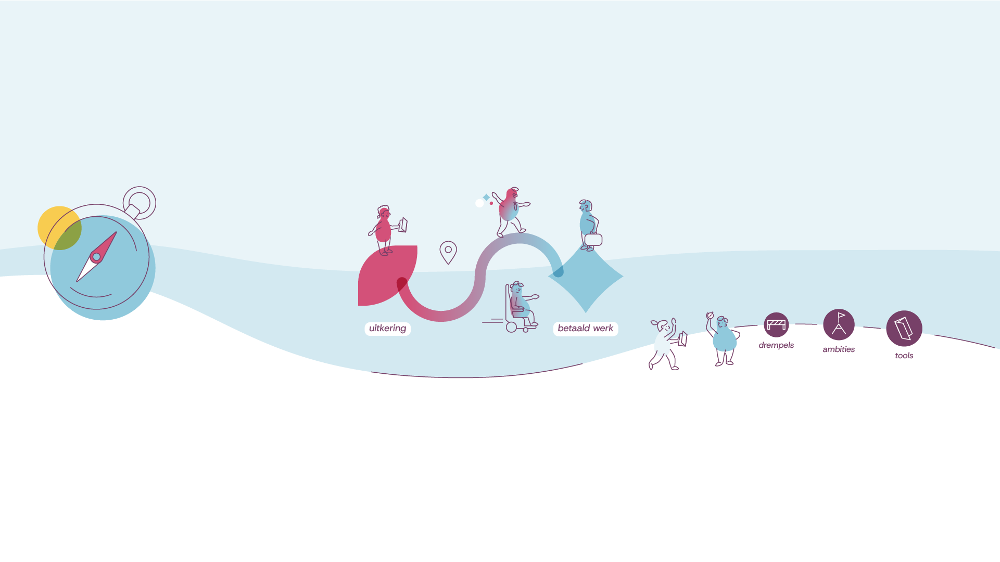 uitkering
betaald werk
drempels
ambities
tools